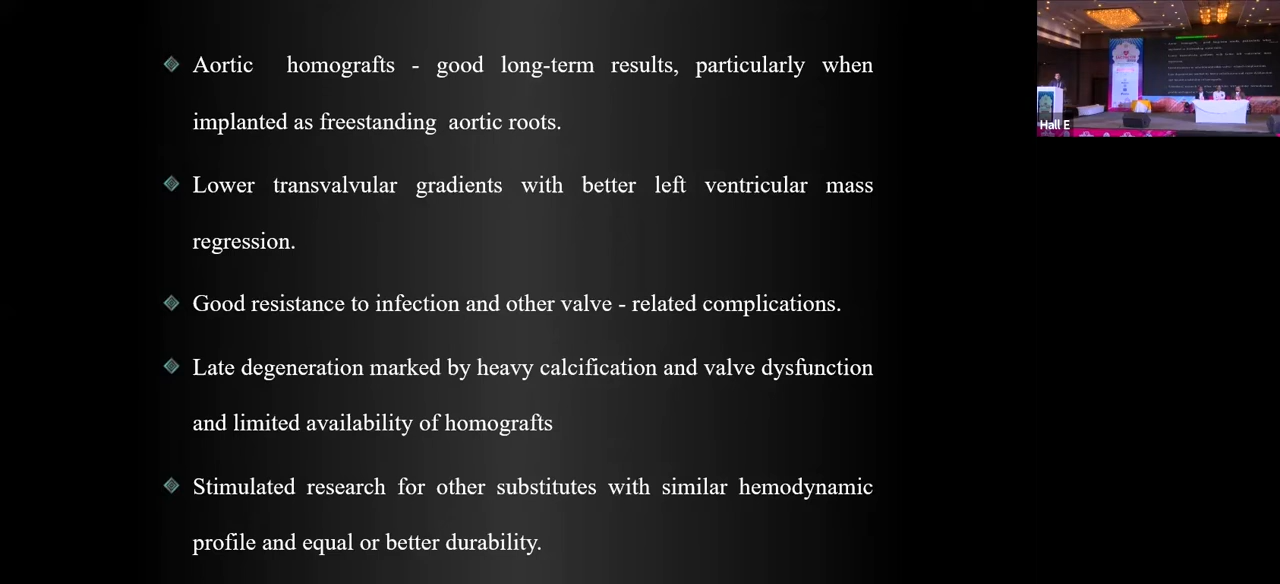 Aortic homografts - good long-term results, particularly when
implanted as freestanding aortic roots.
Lower transvalvular gradients with better left ventricular mass
regression.
Good resistance to infection and other valve - related complications.
Late degeneration marked by heavy calcification and valve dysfunction
and limited availability of homografts
Stimulated research for other substitutes with similar hemodynamic
profile and equal or better durability.
Hall E